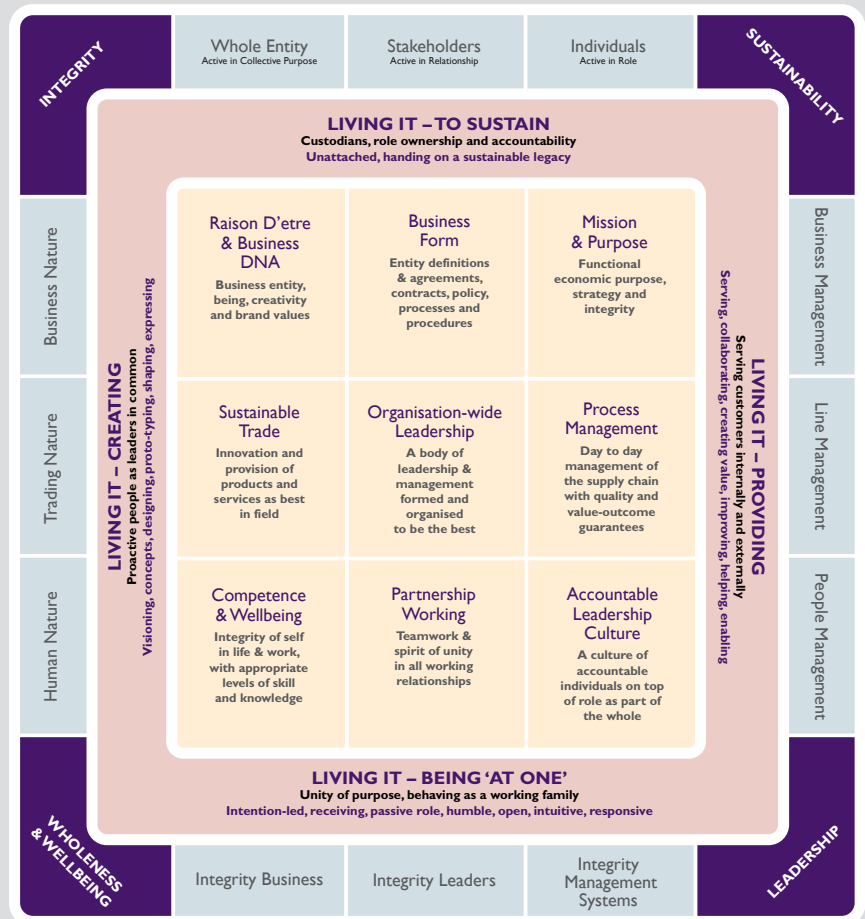 INTEGRITY
Whole Entity
Active in Collective Purpose
Stakeholders
Active in Relationship
Individuals
Active in Role
SUSTAINABILITY
LIVING IT – TO SUSTAIN
Custodians, role ownership and accountability
Unattached, handing on a sustainable legacy
Business Nature
Trading Nature
Human Nature
LIVING IT – CREATING
Proactive people as leaders in common
Visioning, concepts, designing, proto-typing, shaping, expressing
Raison D'etre
& Business
DNA
Business entity,
being, creativity
and brand values
Business
Form
Entity definitions
& agreements,
contracts, policy,
processes and
procedures
Mission
& Purpose
Functional
economic purpose,
strategy and
integrity
Sustainable
Trade
Innovation and
provision of
products and
services as best
in field
Organisation-wide
Leadership
A body of
leadership &
management
formed and
organised
to be the best
Process
Management
Day to day
management of
the supply chain
with quality and
value-outcome
guarantees
Competence
& Wellbeing
Integrity of self
in life & work,
with appropriate
levels of skill
and knowledge
Partnership
Working
Teamwork &
spirit of unity
in all working
relationships
Accountable
Leadership
Culture
A culture of
accountable
individuals on top
of role as part of
the whole
LIVING IT – PROVIDING
Serving customers internally and externally
Serving, collaborating, creating value, improving, helping, enabling
Business Management
Line Management
People Management
LIVING IT – BEING ‘AT ONE’
Unity of purpose, behaving as a working family
Intention-led, receiving, passive role, humble, open, intuitive, responsive
WHOLENESS
& WELLBEING
Integrity Business
Integrity Leaders
Integrity
Management
Systems
LEADERSHIP